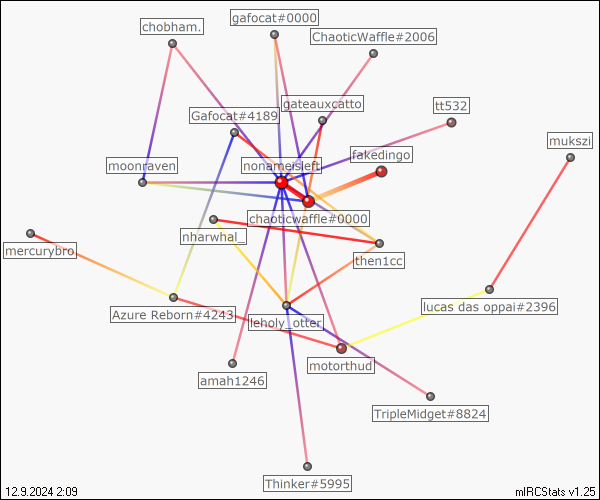 gafocat#0000
chobham.
ChaoticWaffle#2006
gateauxcatto
tt532
Gafocat#4189
mukszi
fakedingo
moonraven
nonameisleft
chaoticwaffle#0000
nharwhal_
mercurybro
then1cc
lucas das oppai#2396
Azure Reborn#4243
leholy_otter
motorthud
amah1246
TripleMidget#8824
Thinker#5995
12.9.2024 2:09
mIRCStats v1.25